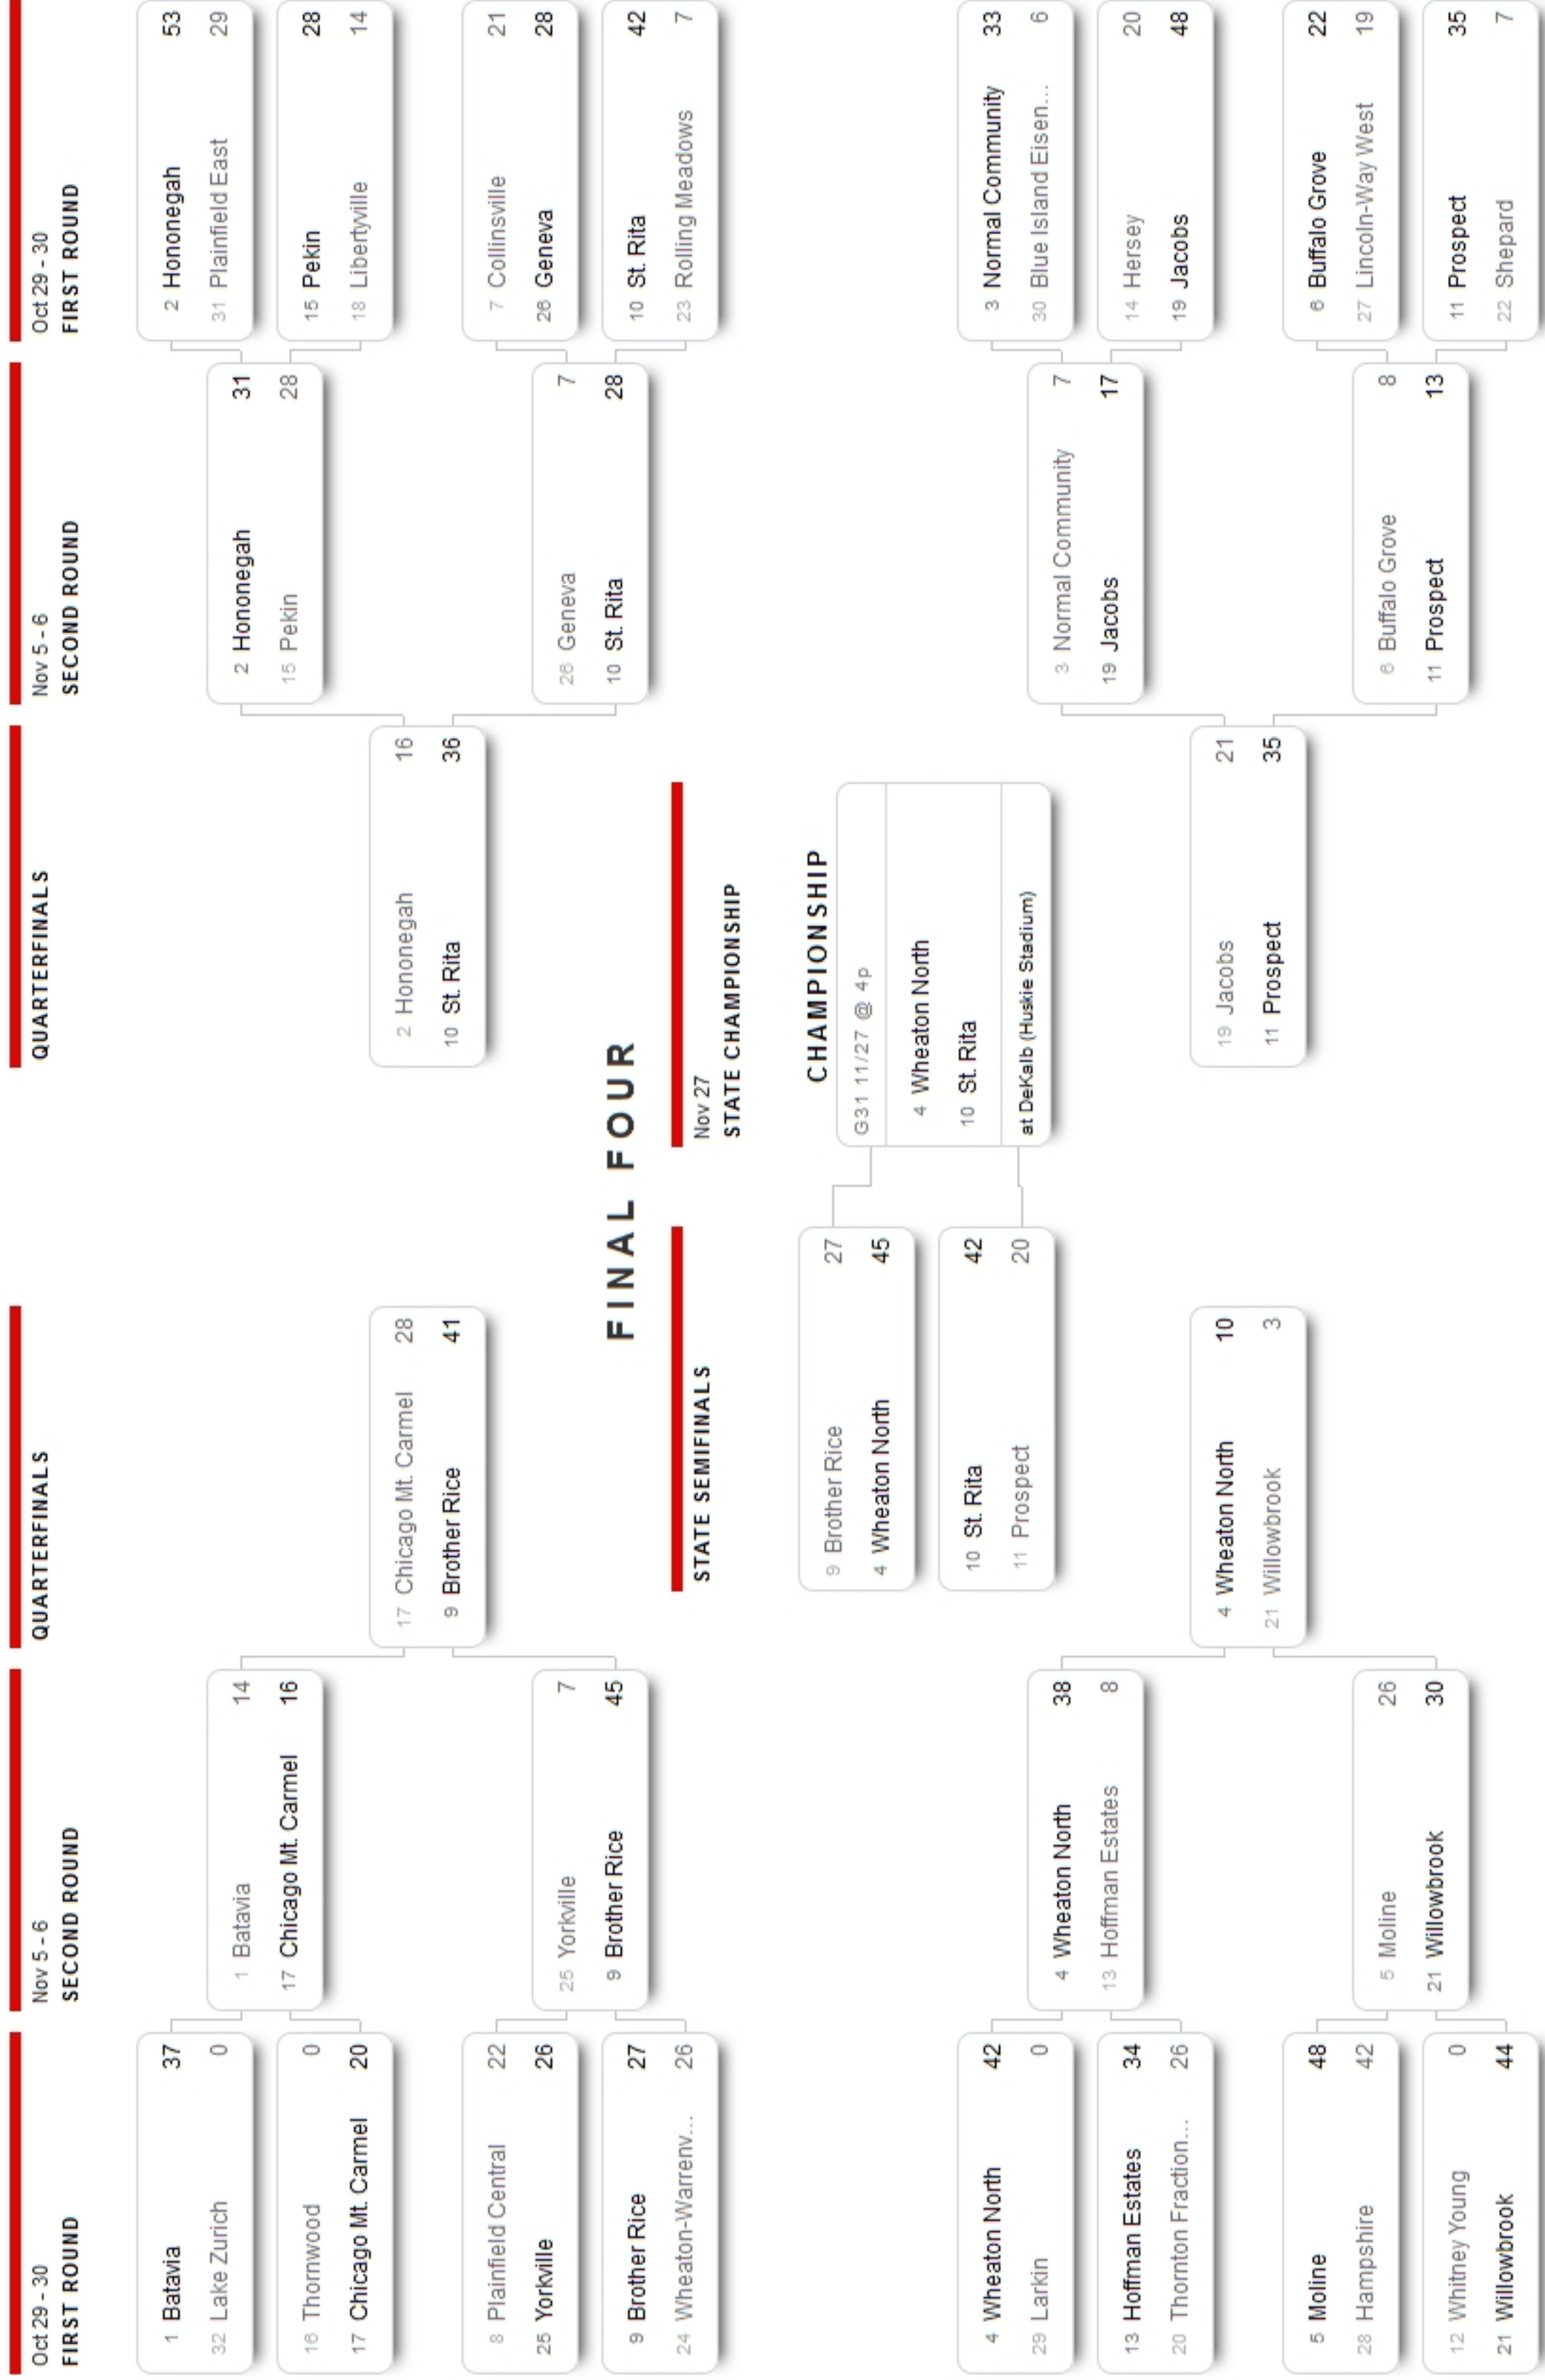 Oct 29 - 30
FIRST ROUND
1 Batavia 37
32 Lake Zurich 0
16 Thornwood 0
17 Chicago Mt. Carmel 20
8 Plainfield Central 22
25 Yorkville 26
9 Brother Rice 27
24 Wheaton-Warrenv... 26
4 Wheaton North 42
29 Larkin 0
13 Hoffman Estates 34
20 Thornton Fraction... 26
5 Moline 48
28 Hampshire 42
12 Whitney Young 0
21 Willowbrook 44
Nov 5 - 6
SECOND ROUND
1 Batavia 14
17 Chicago Mt. Carmel 16
25 Yorkville 7
9 Brother Rice 45
4 Wheaton North 38
13 Hoffman Estates 8
5 Moline 26
21 Willowbrook 30
QUARTERFINALS
17 Chicago Mt. Carmel 28
9 Brother Rice 41
4 Wheaton North 10
21 Willowbrook 3
FINAL FOUR
STATE SEMIFINALS
9 Brother Rice 27
4 Wheaton North 45
10 St. Rita 42
11 Prospect 20
Nov 27
STATE CHAMPIONSHIP
CHAMPIONSHIP
G31 11/27 @ 4p
4 Wheaton North
10 St. Rita
at DeKalb (Huskie Stadium)
QUARTERFINALS
2 Hononegah 16
10 St. Rita 36
19 Jacobs 21
11 Prospect 35
Nov 5 - 6
SECOND ROUND
2 Hononegah 31
15 Pekin 28
26 Geneva 7
10 St. Rita 28
3 Normal Community 7
19 Jacobs 17
6 Buffalo Grove 8
11 Prospect 13
Oct 29 - 30
FIRST ROUND
2 Hononegah 53
31 Plainfield East 29
15 Pekin 28
18 Libertyville 14
7 Collinsville 21
26 Geneva 28
10 St. Rita 42
23 Rolling Meadows 7
3 Normal Community 33
30 Blue Island Eisen... 6
14 Hersey 20
19 Jacobs 48
6 Buffalo Grove 22
27 Lincoln-Way West 19
11 Prospect 35
22 Shepard 7